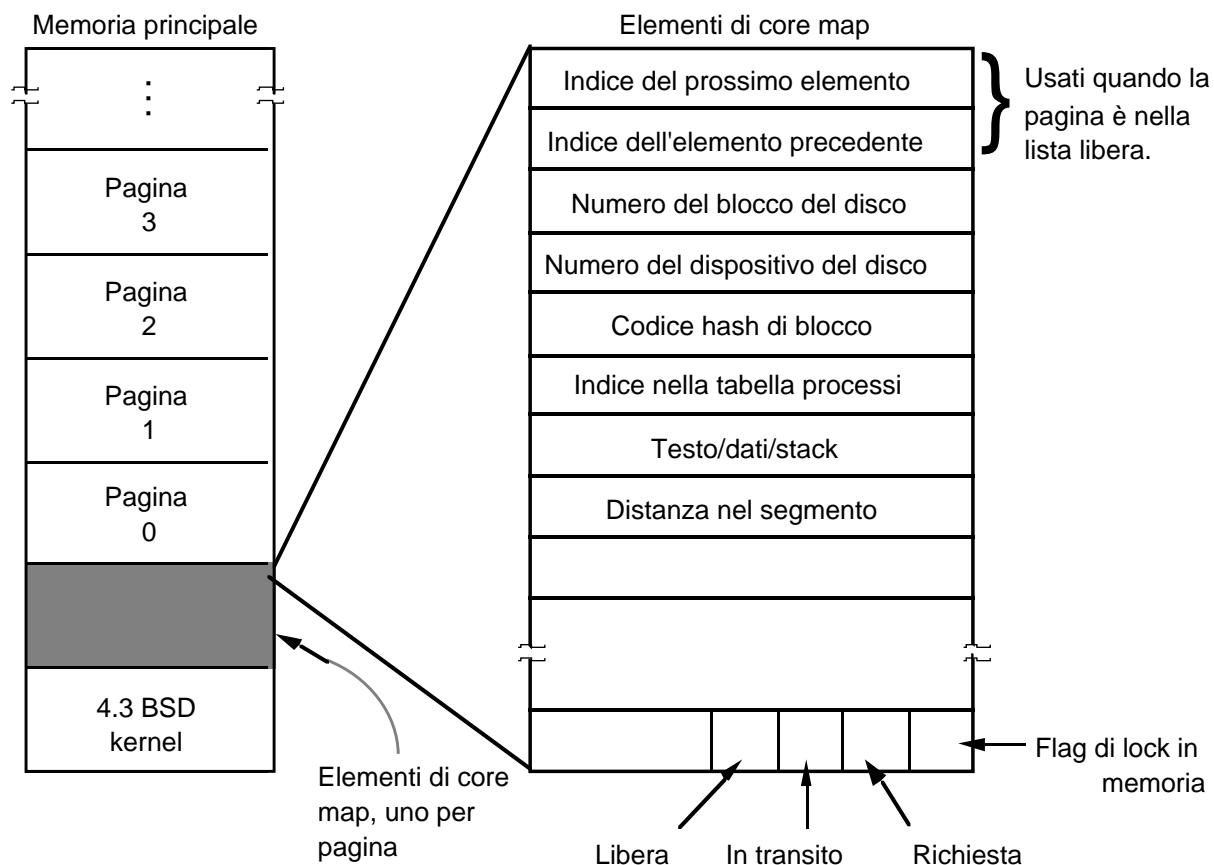 Memoria principale
Pagina
3
Pagina
2
Pagina
1
Pagina
0
4.3 BSD
kernel
Elementi di core
map, uno per
pagina
Elementi di core map
Indice del prossimo elemento
Indice dell'elemento precedente
Numero del blocco del disco
Numero del dispositivo del disco
Codice hash di blocco
Indice nella tabella processi
Testo/dati/stack
Distanza nel segmento
Usati quando la
pagina è nella
lista libera.
Flag di lock in
memoria
Libera
In transito
Richiesta